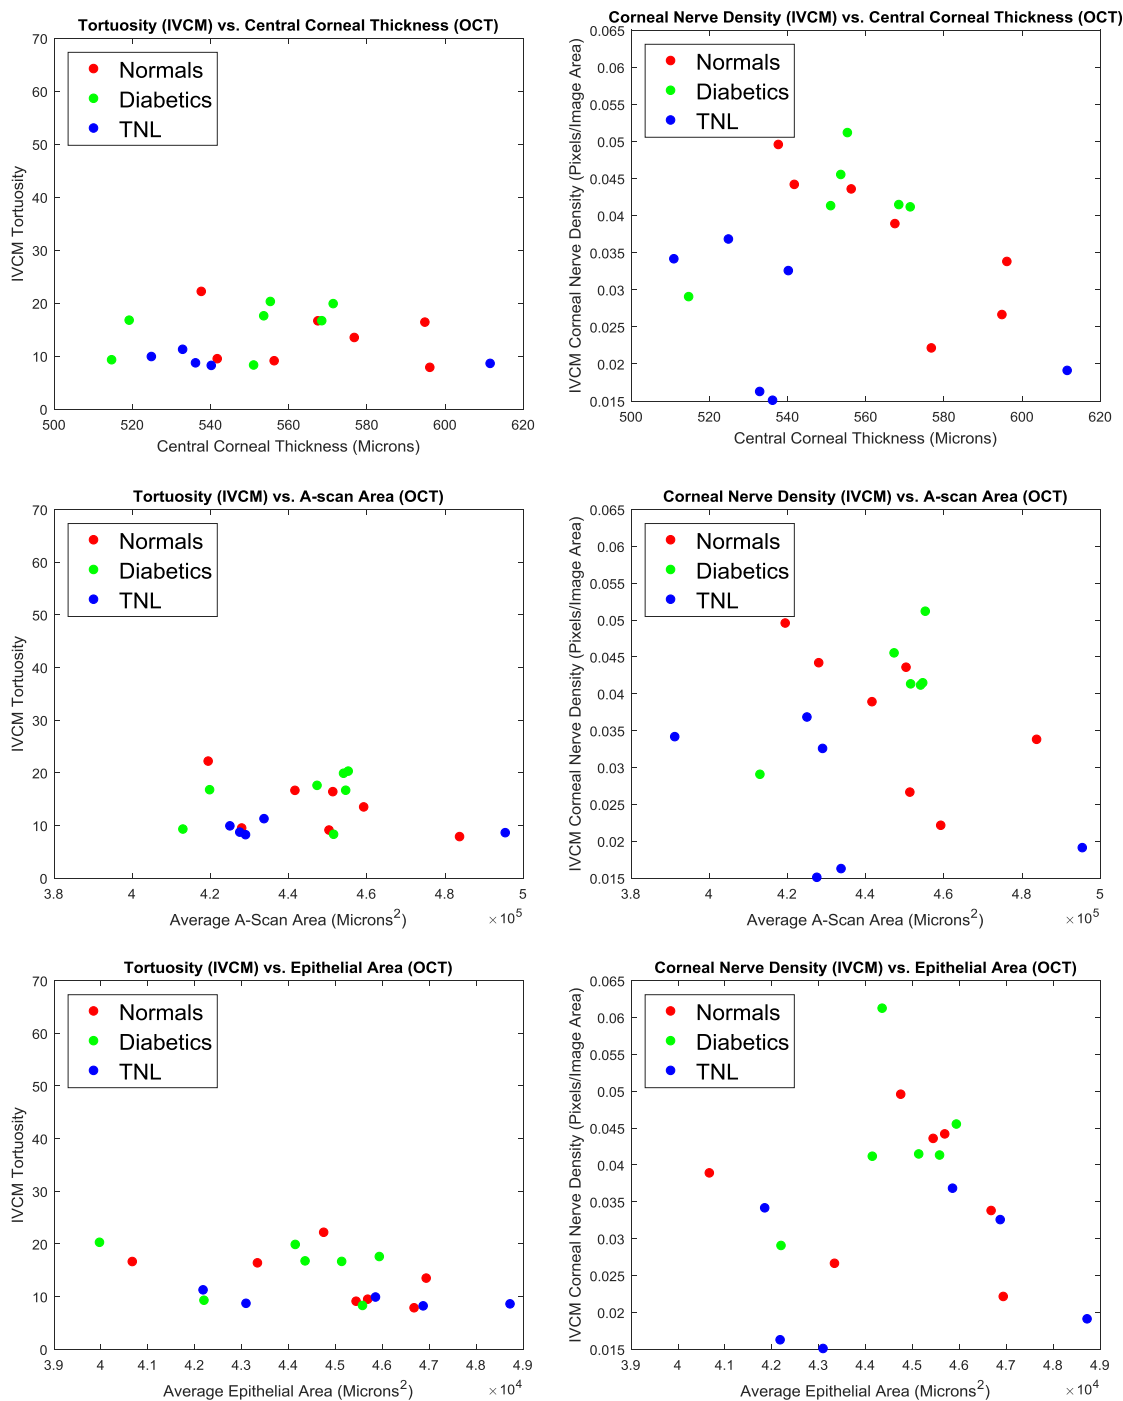 Tortuosity (IVCM) vs. Central Corneal Thickness (OCT)
70
60
50
40
30
20
10
0
IVCM Tortuosity
Normals
Diabetics
TNL
500 520 540 560 580 600 620
Central Corneal Thickness (Microns)
Corneal Nerve Density (IVCM) vs. Central Corneal Thickness (OCT)
0.065
0.06
0.055
0.05
0.045
0.04
0.035
0.03
0.025
0.02
0.015
IVCM Corneal Nerve Density (Pixels/Image Area)
Normals
Diabetics
TNL
500 520 540 560 580 600 620
Central Corneal Thickness (Microns)
Tortuosity (IVCM) vs. A-scan Area (OCT)
70
60
50
40
30
20
10
0
IVCM Tortuosity
Normals
Diabetics
TNL
3.8 4 4.2 4.4 4.6 4.8 5
Average A-Scan Area (Microns²)
×10⁵
Corneal Nerve Density (IVCM) vs. A-scan Area (OCT)
0.065
0.06
0.055
0.05
0.045
0.04
0.035
0.03
0.025
0.02
0.015
IVCM Corneal Nerve Density (Pixels/Image Area)
Normals
Diabetics
TNL
3.8 4 4.2 4.4 4.6 4.8 5
Average A-Scan Area (Microns²)
×10⁵
Tortuosity (IVCM) vs. Epithelial Area (OCT)
70
60
50
40
30
20
10
0
IVCM Tortuosity
Normals
Diabetics
TNL
3.9 4 4.1 4.2 4.3 4.4 4.5 4.6 4.7 4.8 4.9
Average Epithelial Area (Microns²)
×10⁴
Corneal Nerve Density (IVCM) vs. Epithelial Area (OCT)
0.065
0.06
0.055
0.05
0.045
0.04
0.035
0.03
0.025
0.02
0.015
IVCM Corneal Nerve Density (Pixels/Image Area)
Normals
Diabetics
TNL
3.9 4 4.1 4.2 4.3 4.4 4.5 4.6 4.7 4.8 4.9
Average Epithelial Area (Microns²)
×10⁴